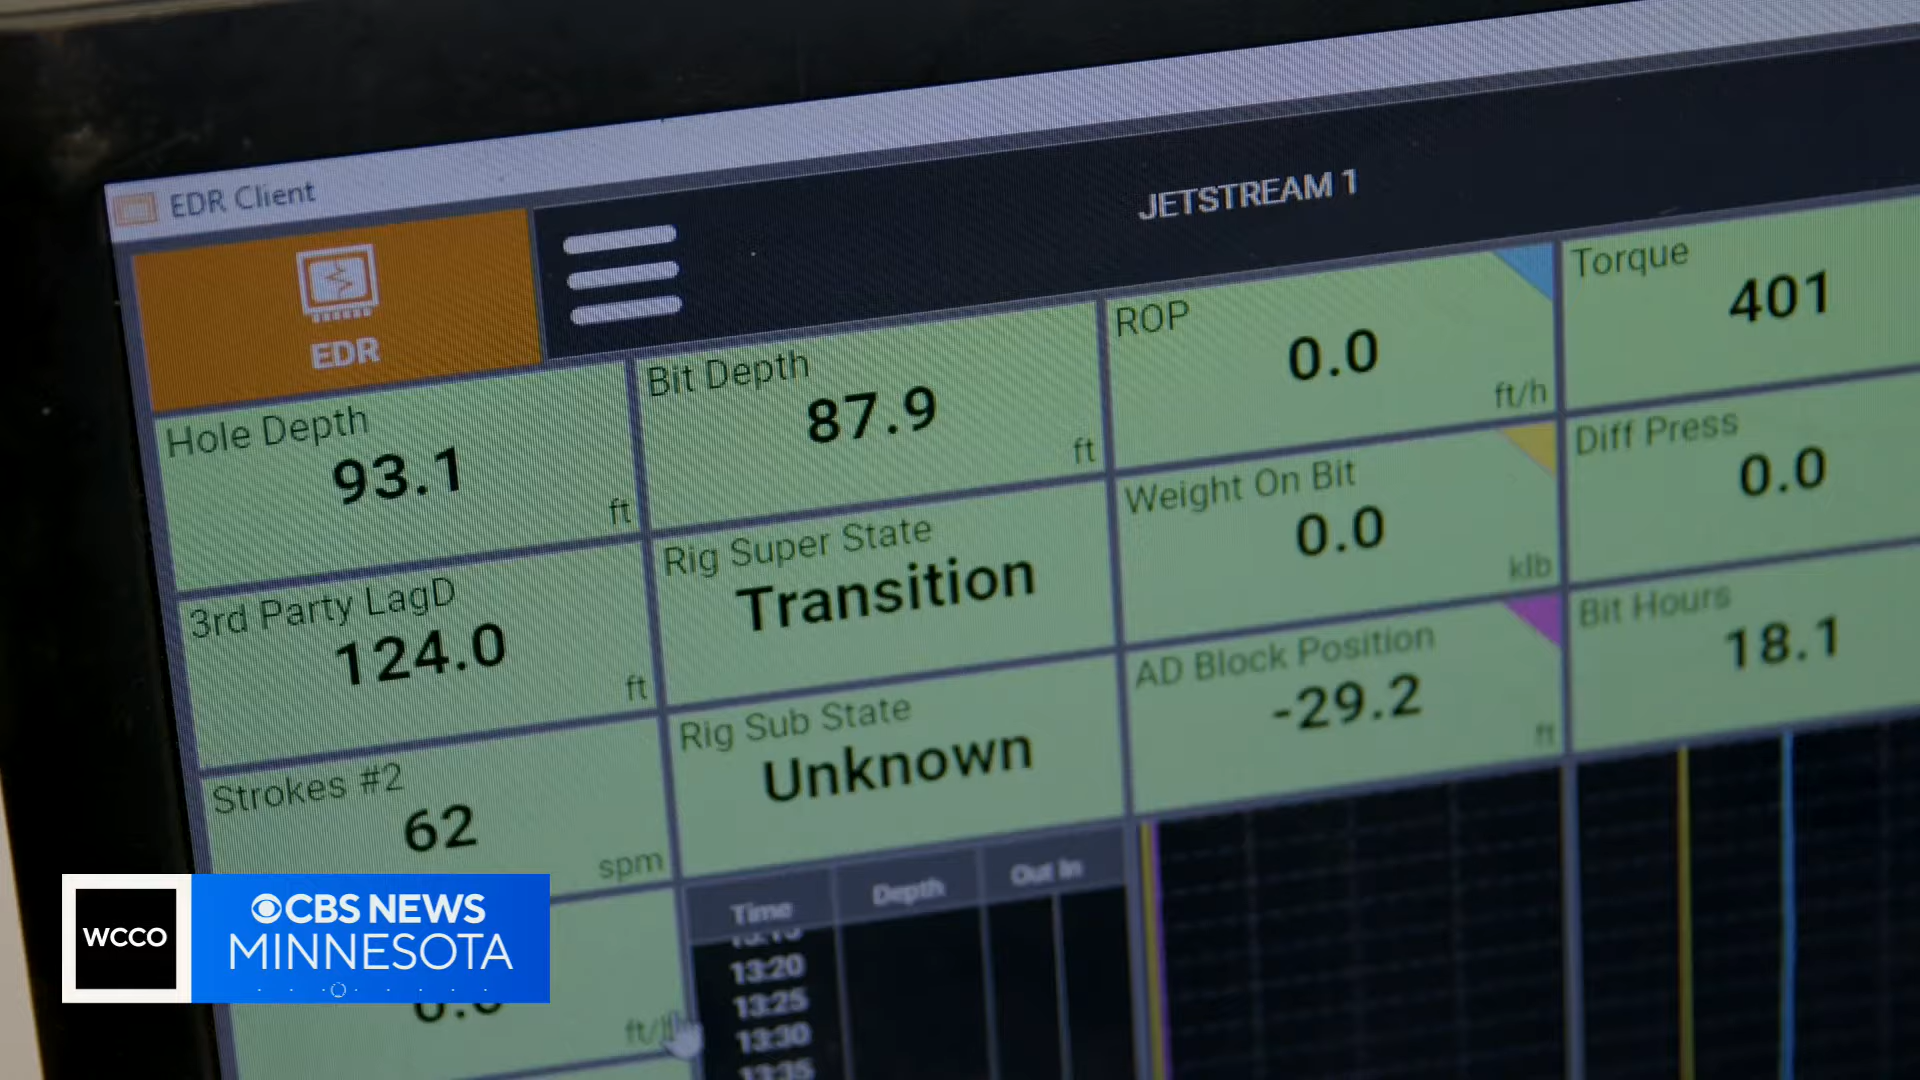 EDR Client
JETSTREAM 1
EDR
Hole Depth
93.1
ft
Bit Depth
87.9
ft
ROP
0.0
ft/h
Torque
401
3rd Party LagD
124.0
ft
Rig Super State
Transition
Weight On Bit
0.0
klb
Diff Press
0.0
Strokes #2
62
spm
Rig Sub State
Unknown
AD Block Position
-29.2
ft
Bit Hours
18.1
Time
Depth
Out In
13:20
13:25
13:30
13:35
WCCO
CBS NEWS
MINNESOTA